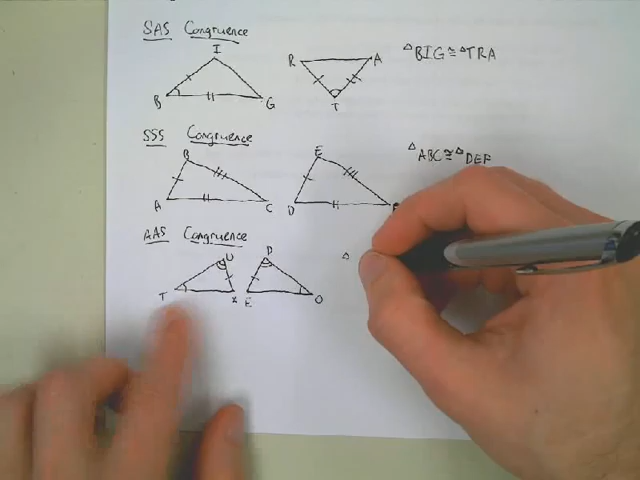 SAS Congruence
I
R A
△BIG ≅ △TRA
B G
T
SSS Congruence
B E
△ABC ≅ △DEF
A C D
AAS Congruence
U D
△
T X E O